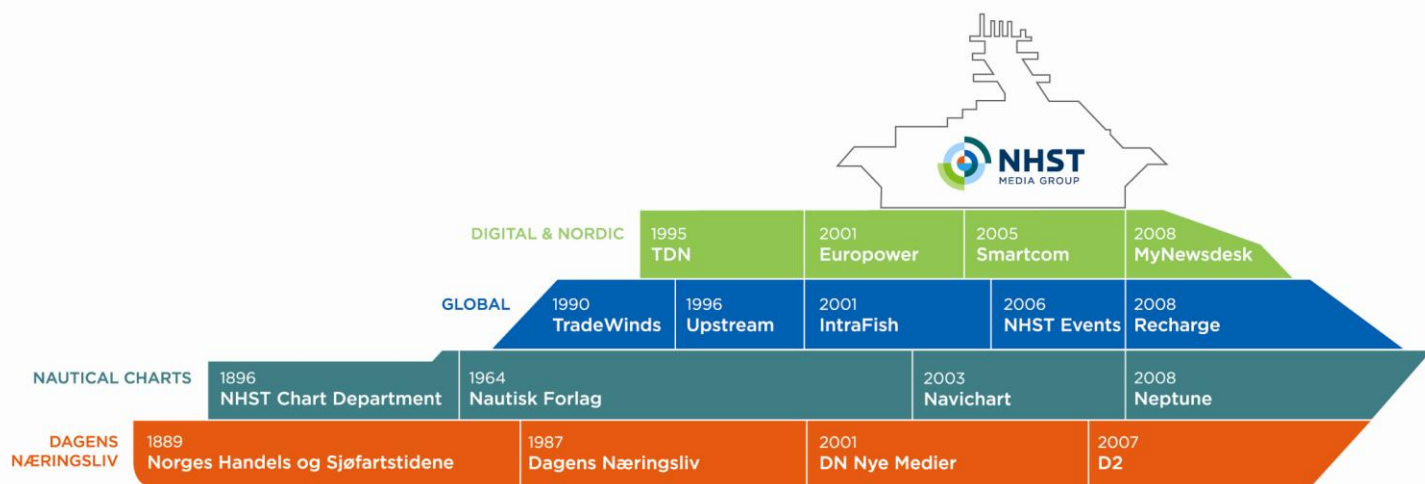 NHST
MEDIA GROUP
DIGITAL & NORDIC
1995
TDN
2001
Europower
2005
Smartcom
2008
MyNewsdesk
GLOBAL
1990
TradeWinds
1996
Upstream
2001
IntraFish
2006
NHST Events
2008
Recharge
NAUTICAL CHARTS
1896
NHST Chart Department
1964
Nautisk Forlag
2003
Navichart
2008
Neptune
DAGENS
NÆRINGSLIV
1889
Norges Handels og Sjøfartstidene
1987
Dagens Næringsliv
2001
DN Nye Medier
2007
D2